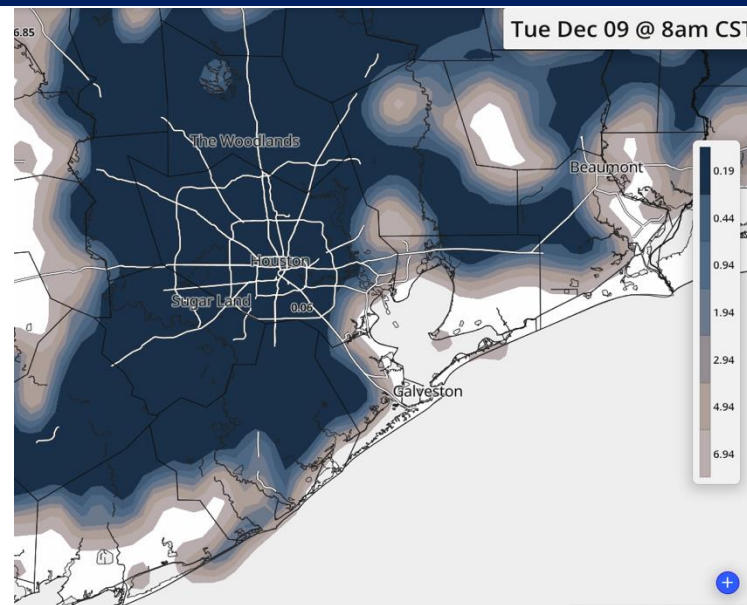 6.85
Tue Dec 09 @ 8am CST
The Woodlands
Beaumont
Houston
Sugar Land
0.06
Galveston
0.19
0.44
0.94
1.94
2.94
4.94
6.94
+